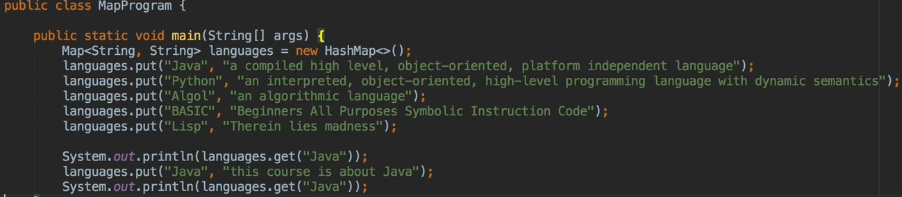 public class MapProgram {
public static void main(String[] args) {
Map<String, String> languages = new HashMap<>();
languages.put("Java", "a compiled high level, object-oriented, platform independent language");
languages.put("Python", "an interpreted, object-oriented, high-level programming language with dynamic semantics");
languages.put("Algol", "an algorithmic language");
languages.put("BASIC", "Beginners All Purposes Symbolic Instruction Code");
languages.put("Lisp", "Therein lies madness");
System.out.println(languages.get("Java"));
languages.put("Java", "this course is about Java");
System.out.println(languages.get("Java"));